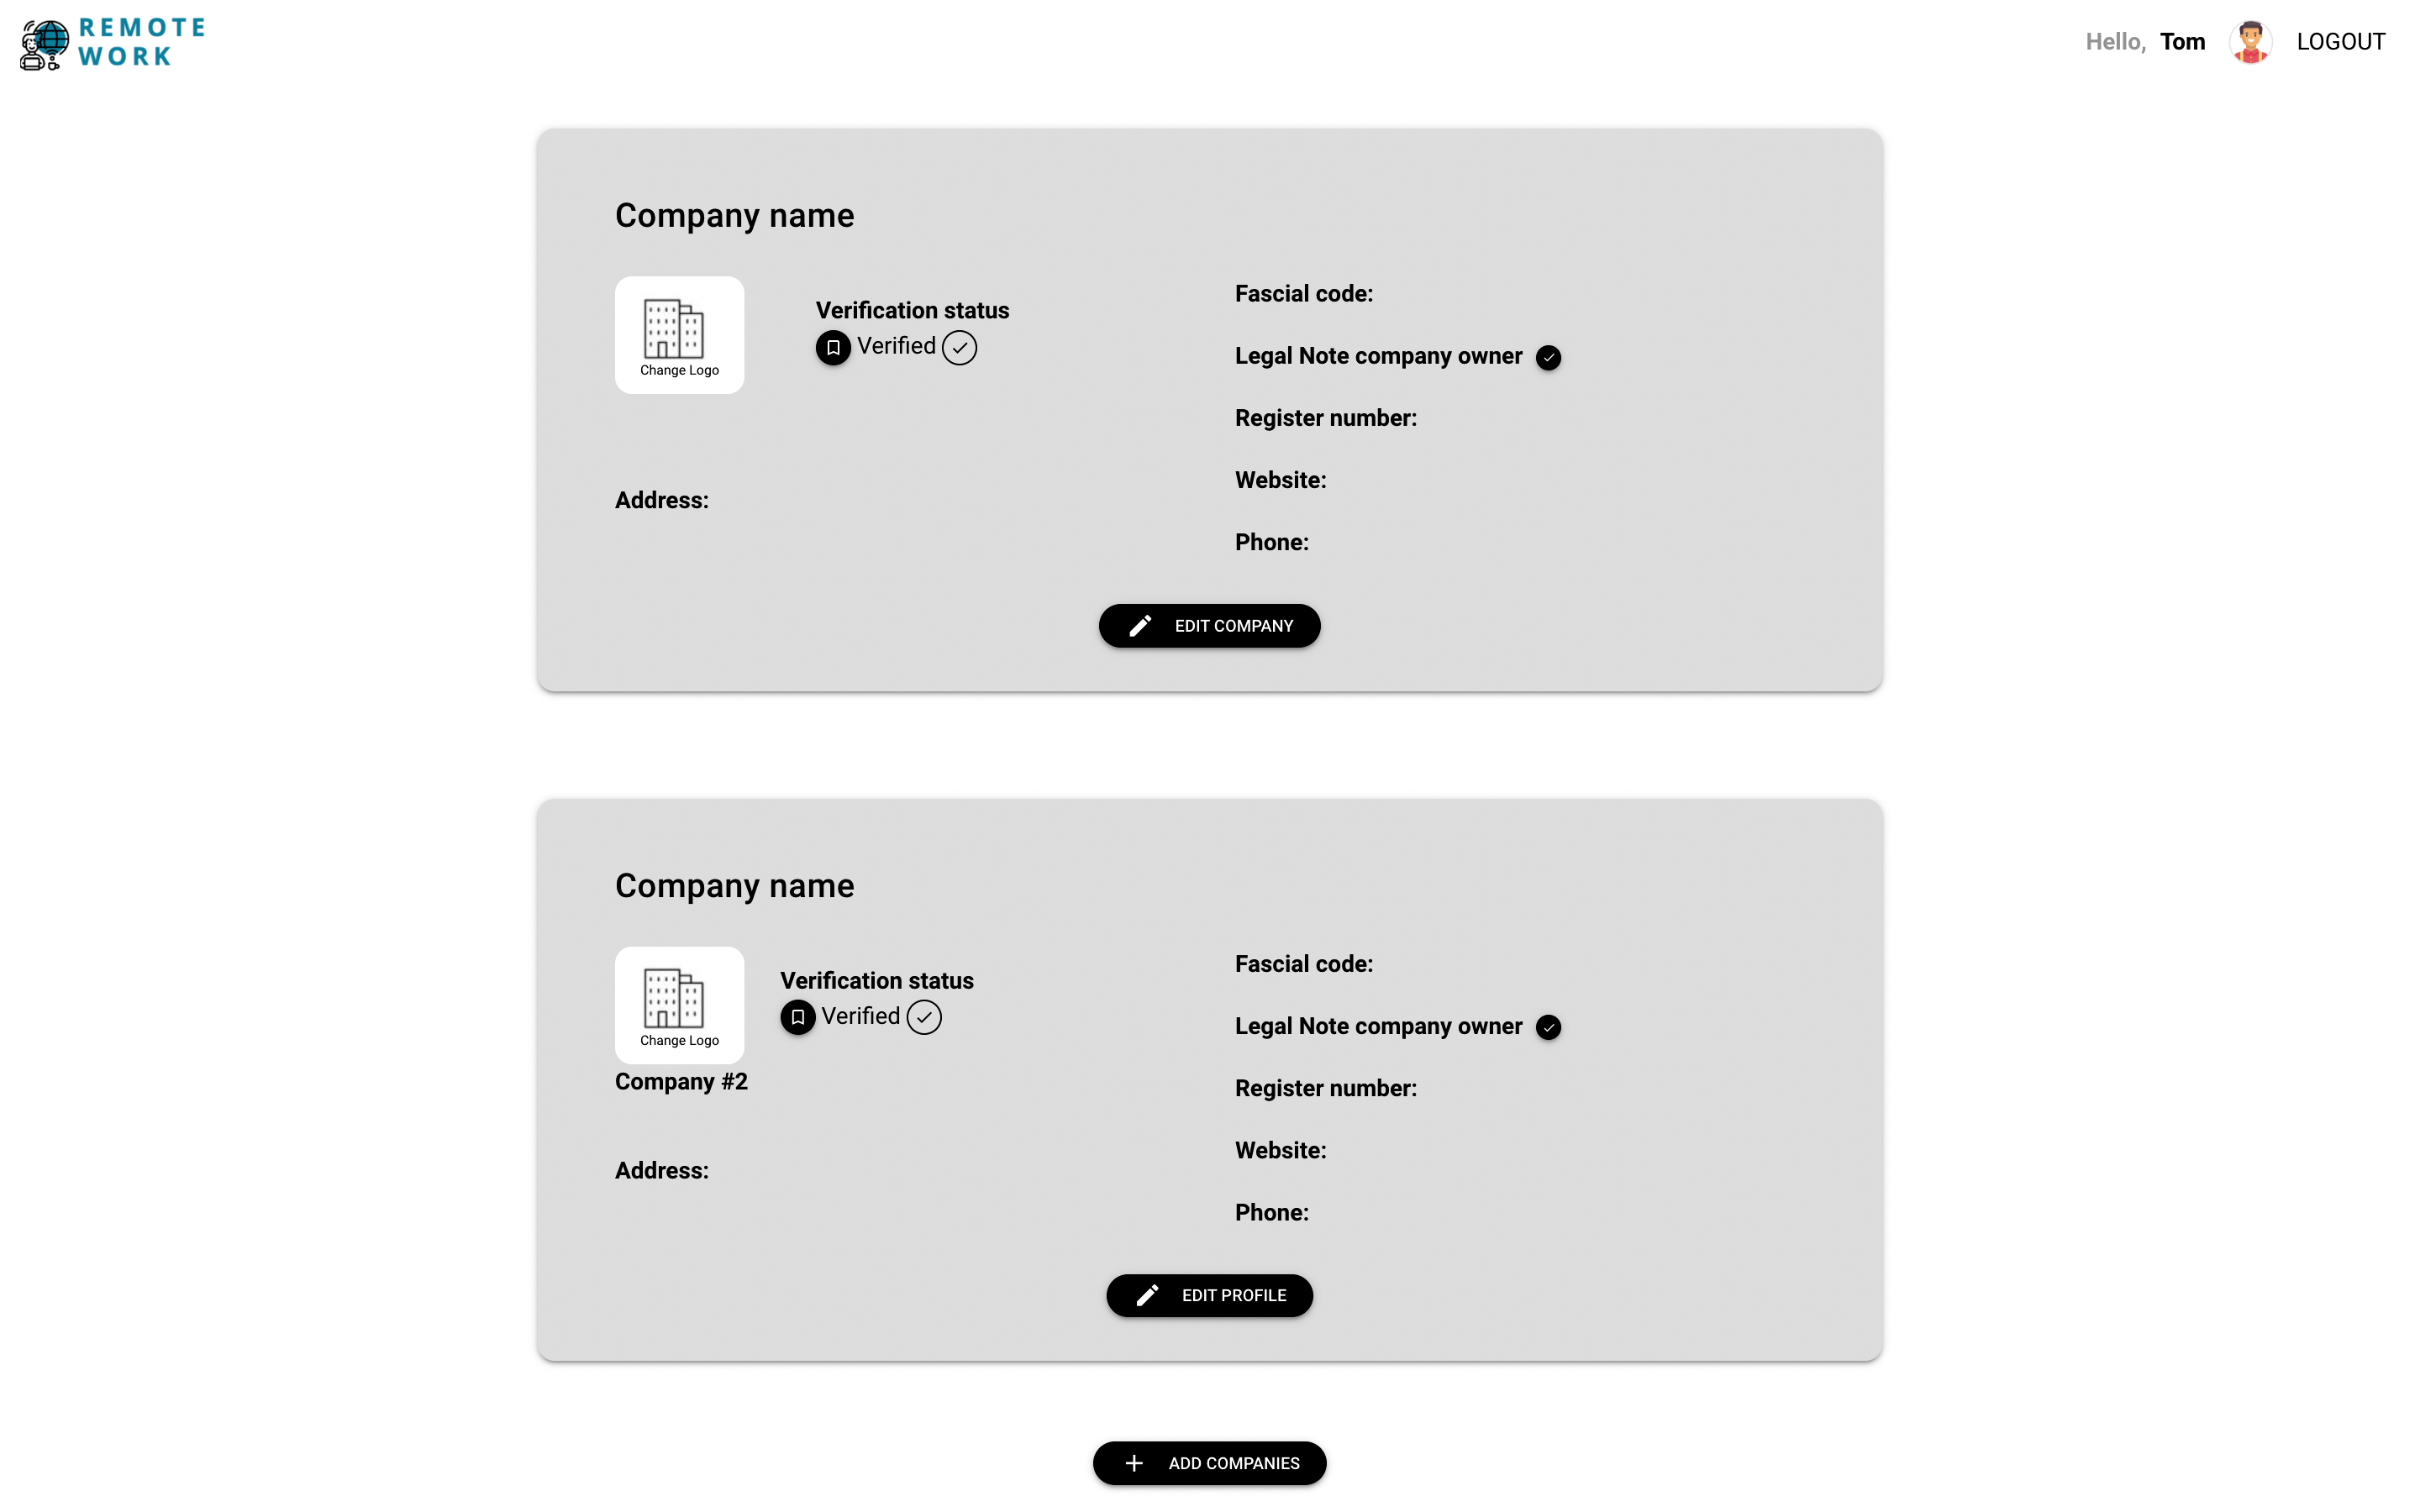 REMOTE
WORK
Hello, Tom
LOGOUT
Company name
Change Logo
Verification status
Verified
Address:
Fascial code:
Legal Note company owner
Register number:
Website:
Phone:
EDIT COMPANY
Company name
Change Logo
Company #2
Verification status
Verified
Address:
Fascial code:
Legal Note company owner
Register number:
Website:
Phone:
EDIT PROFILE
ADD COMPANIES